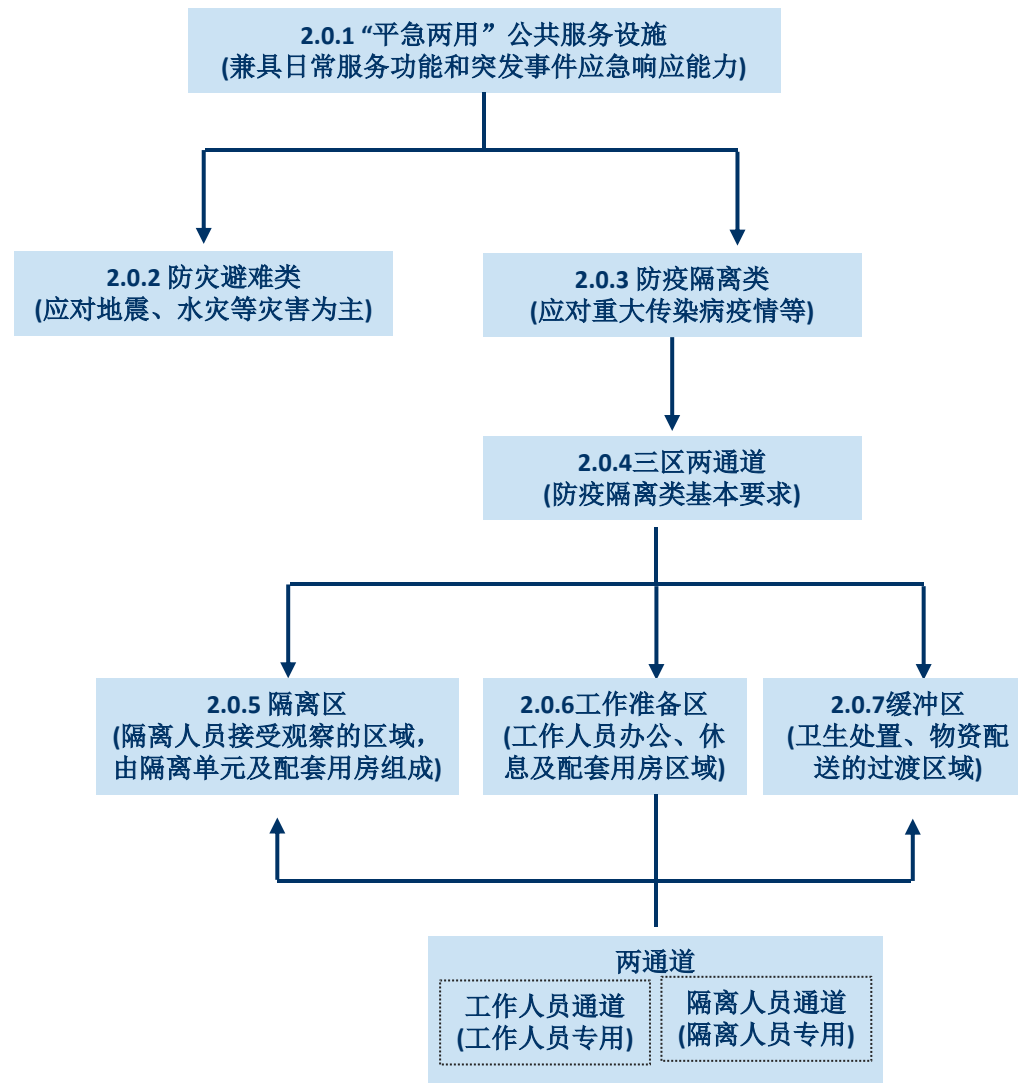 2.0.1 “平急两用”公共服务设施
(兼具日常服务功能和突发事件应急响应能力)
2.0.2 防灾避难类
(应对地震、水灾等灾害为主)
2.0.3 防疫隔离类
(应对重大传染病疫情等)
2.0.4三区两通道
(防疫隔离类基本要求)
2.0.5 隔离区
(隔离人员接受观察的区域，
由隔离单元及配套用房组成)
2.0.6工作准备区
(工作人员办公、休
息及配套用房区域)
2.0.7缓冲区
(卫生处置、物资配
送的过渡区域)
两通道
工作人员通道
(工作人员专用)
隔离人员通道
(隔离人员专用)